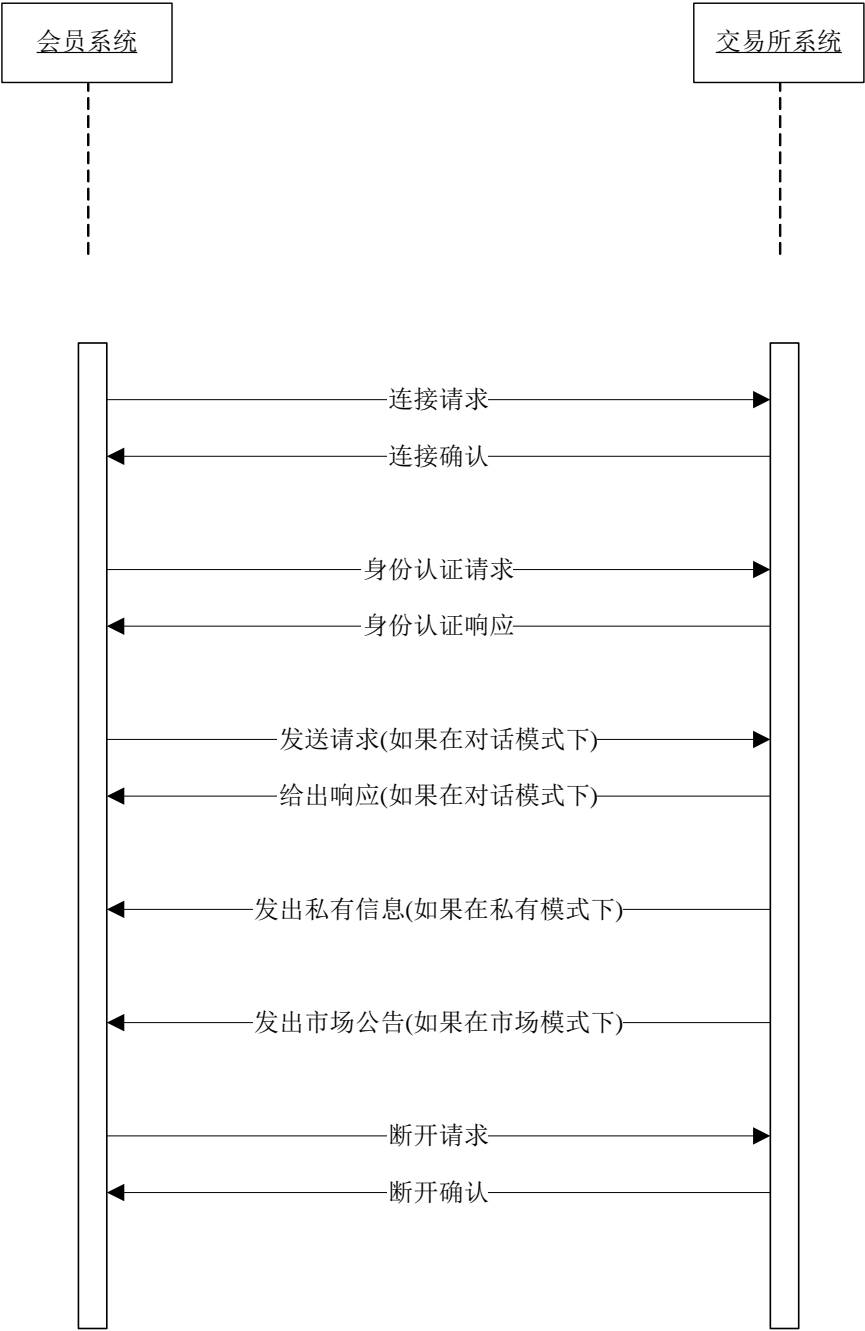 会员系统
交易所系统
连接请求
连接确认
身份认证请求
身份认证响应
发送请求(如果在对话模式下)
给出响应(如果在对话模式下)
发出私有信息(如果在私有模式下)
发出市场公告(如果在市场模式下)
断开请求
断开确认